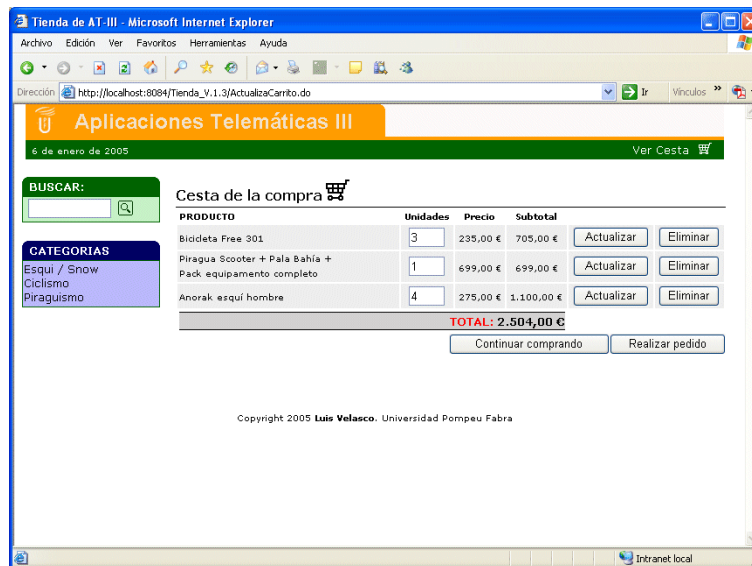 Tienda de AT-III - Microsoft Internet Explorer
Archivo Edición Ver Favoritos Herramientas Ayuda
Dirección http://localhost:8084/Tienda_V.1.3/ActualizaCarrito.do Ir Vínculos »
Aplicaciones Telemáticas III
6 de enero de 2005 Ver Cesta
BUSCAR:
CATEGORIAS
Esqui / Snow
Ciclismo
Piraguismo
Cesta de la compra
PRODUCTO Unidades Precio Subtotal
Bicicleta Free 301 3 235,00 € 705,00 € Actualizar Eliminar
Piragua Scooter + Pala Bahía +
Pack equipamento completo 1 699,00 € 699,00 € Actualizar Eliminar
Anorak esquí hombre 4 275,00 € 1.100,00 € Actualizar Eliminar
TOTAL: 2.504,00 €
Continuar comprando Realizar pedido
Copyright 2005 Luis Velasco. Universidad Pompeu Fabra
Intranet local